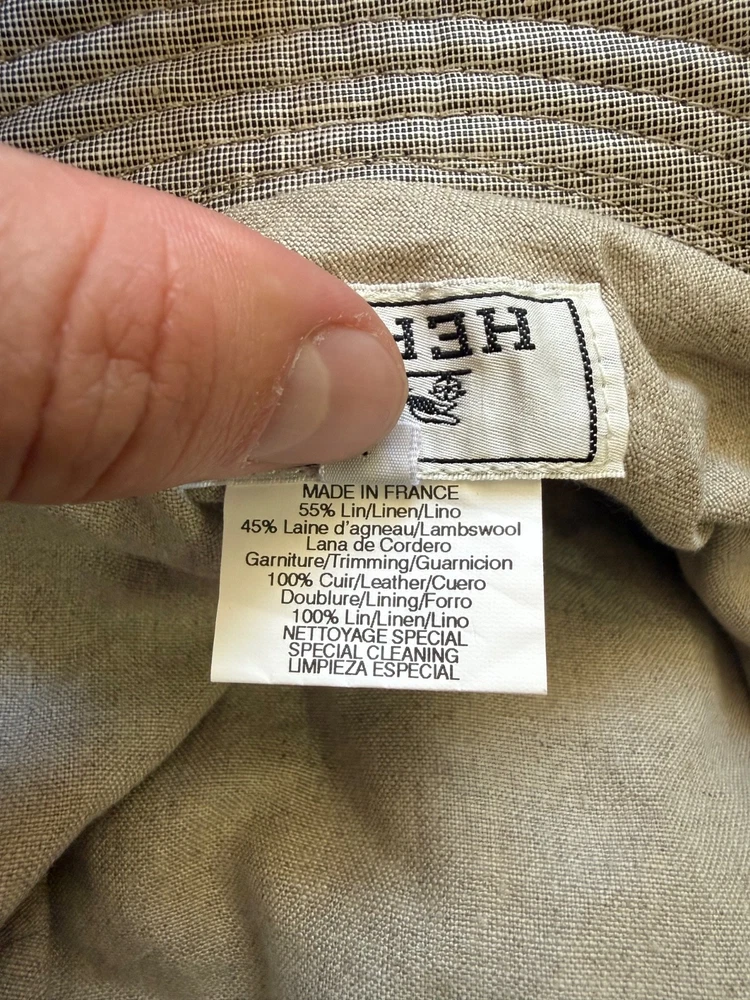 HER
MADE IN FRANCE
55% Lin/Linen/Lino
45% Laine d'agneau/Lambswool
Lana de Cordero
Garniture/Trimming/Guarnicion
100% Cuir/Leather/Cuero
Doublure/Lining/Forro
100% Lin/Linen/Lino
NETTOYAGE SPECIAL
SPECIAL CLEANING
LIMPIEZA ESPECIAL